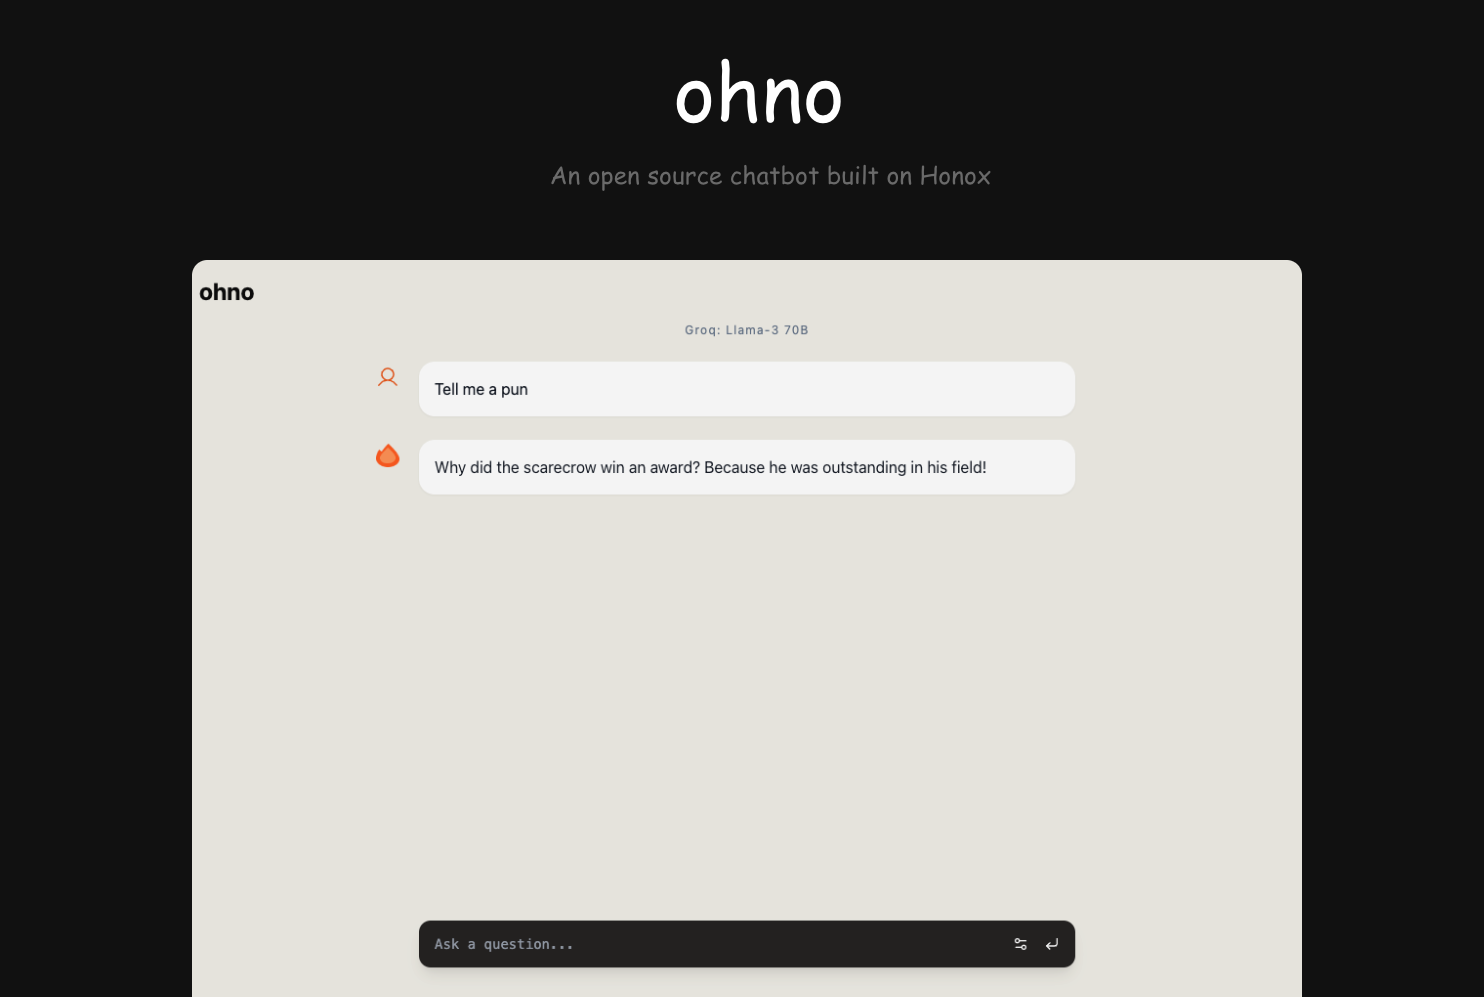 ohno
An open source chatbot built on Honox
ohno
Groq: Llama-3 70B
Tell me a pun
Why did the scarecrow win an award? Because he was outstanding in his field!
Ask a question...